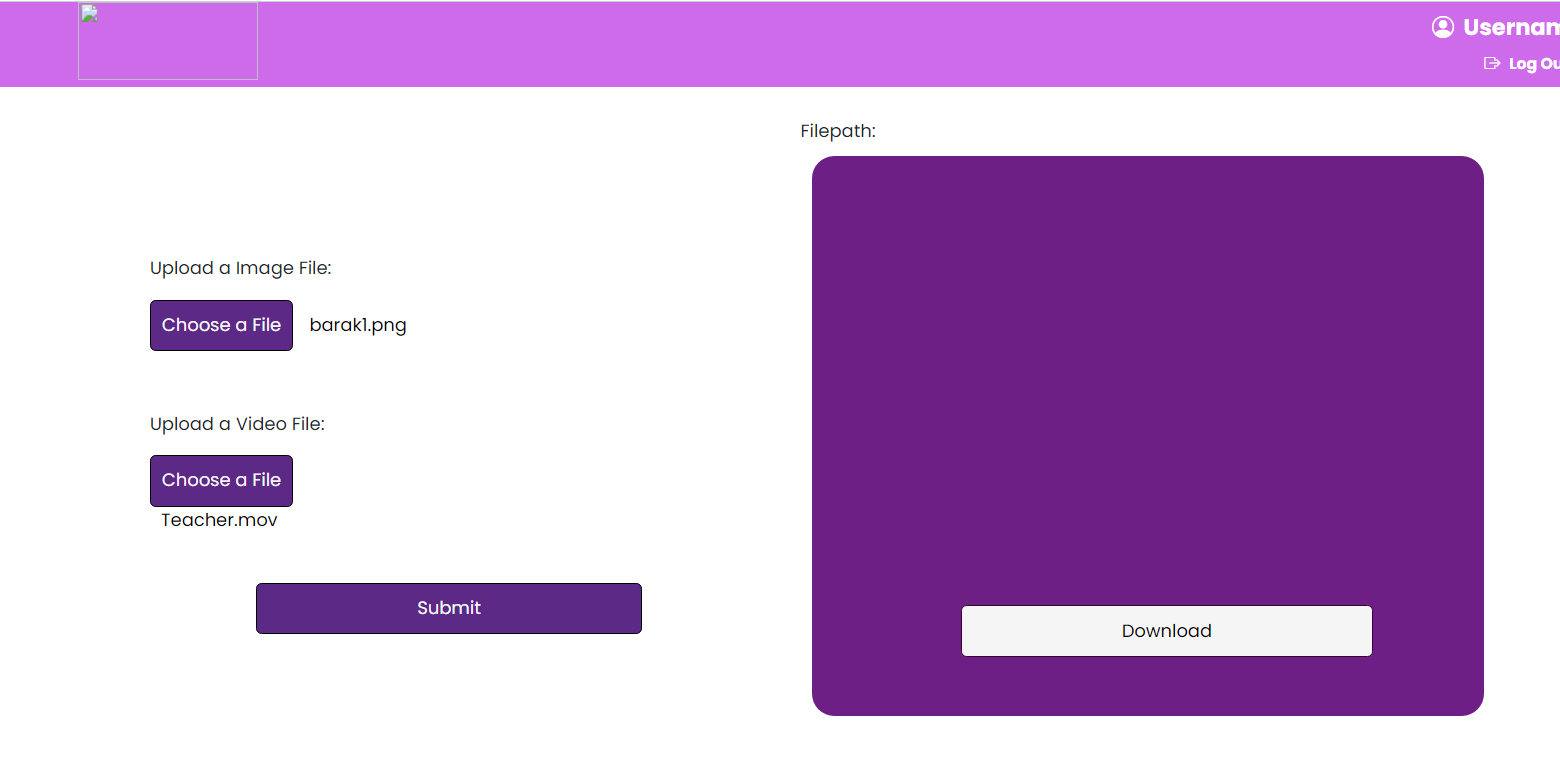 Usernam
Log Ou
Filepath:
Upload a Image File:
Choose a File
barak1.png
Upload a Video File:
Choose a File
Teacher.mov
Submit
Download